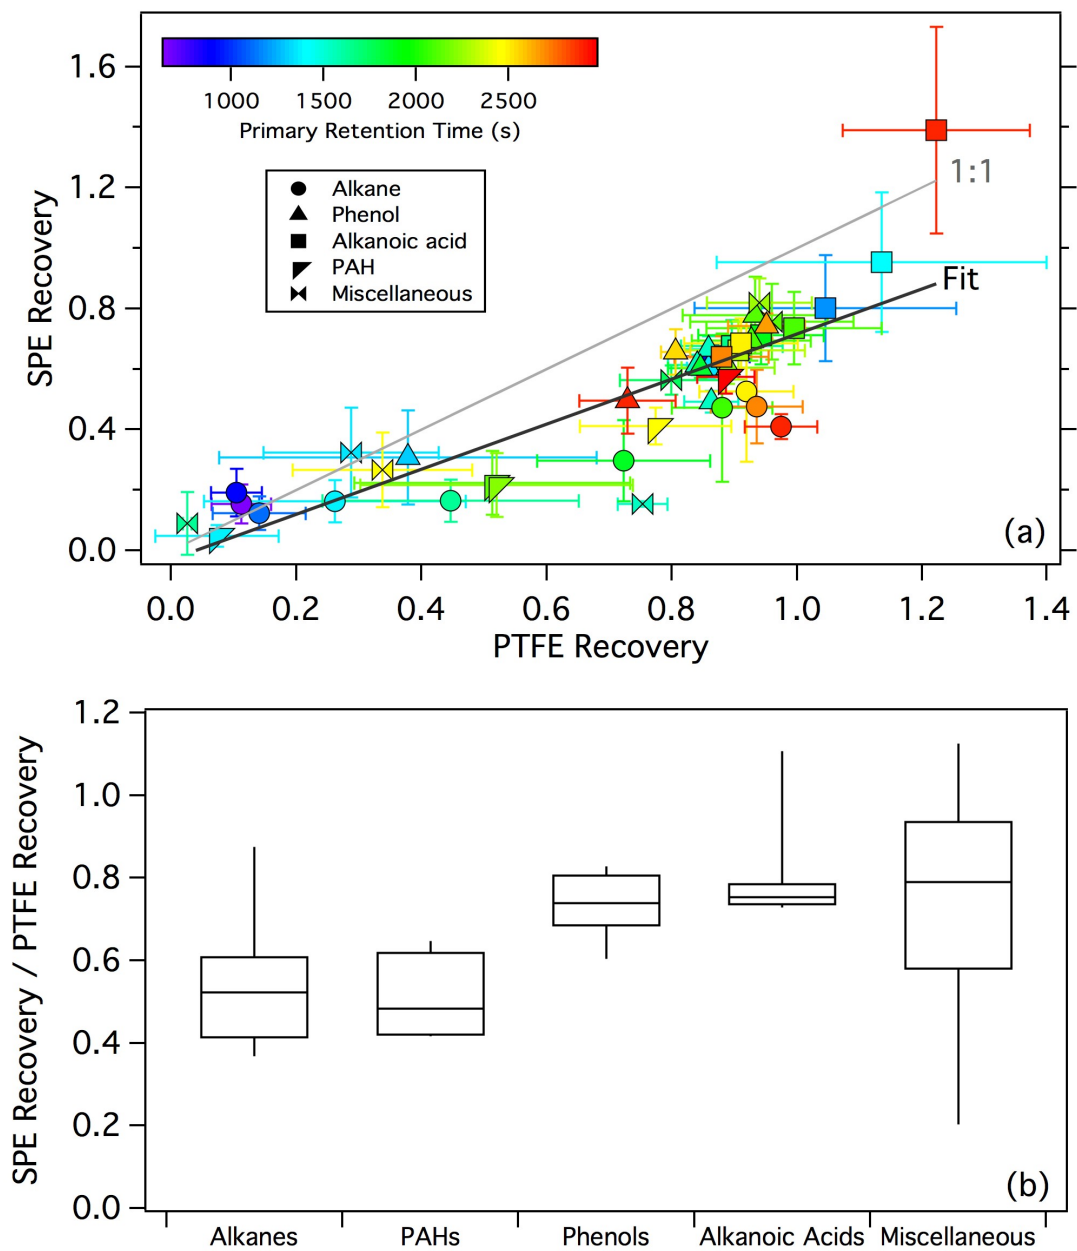 1.6
1.2
0.8
0.4
0.0
SPE Recovery
1000 1500 2000 2500
Primary Retention Time (s)
Alkane
Phenol
Alkanoic acid
PAH
Miscellaneous
1:1
Fit
(a)
0.0 0.2 0.4 0.6 0.8 1.0 1.2 1.4
PTFE Recovery
1.2
1.0
0.8
0.6
0.4
0.2
0.0
SPE Recovery / PTFE Recovery
(b)
Alkanes PAHs Phenols Alkanoic Acids Miscellaneous